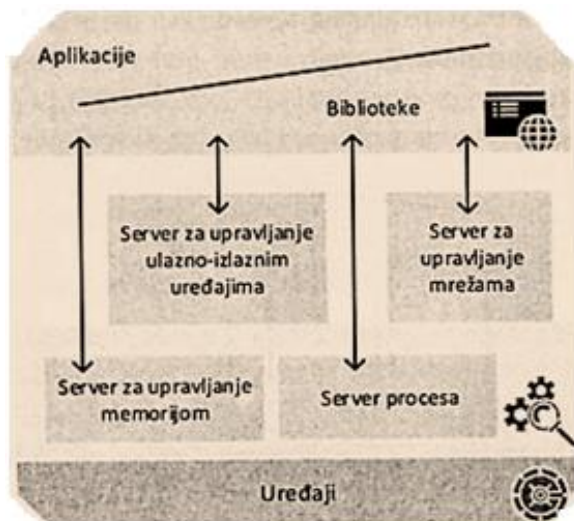 Aplikacije
Biblioteke
Server za upravljanje
ulazno-izlaznim
uređajima
Server za
upravljanje
mrežama
Server za upravljanje
memorijom
Server procesa
Uređaji